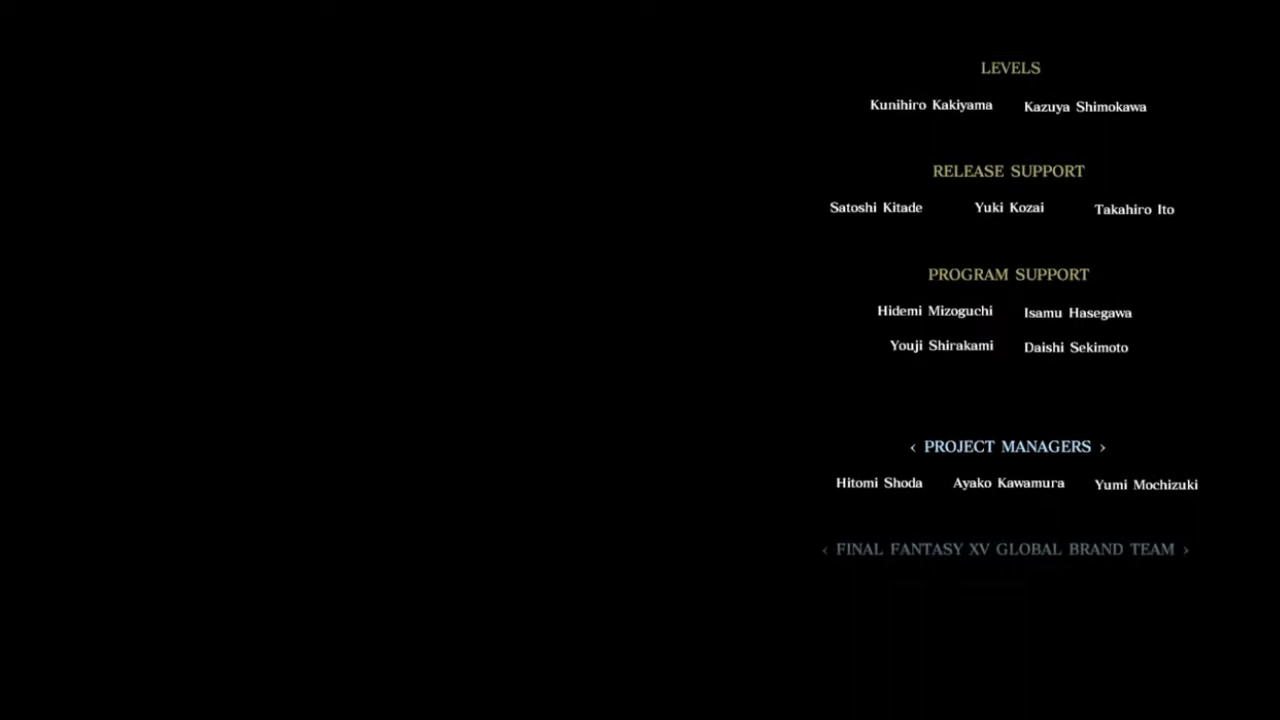 LEVELS
Kunihiro Kakiyama Kazuya Shimokawa
RELEASE SUPPORT
Satoshi Kitade Yuki Kozai Takahiro Ito
PROGRAM SUPPORT
Hidemi Mizoguchi Isamu Hasegawa
Youji Shirakami Daishi Sekimoto
‹ PROJECT MANAGERS ›
Hitomi Shoda Ayako Kawamura Yumi Mochizuki
‹ FINAL FANTASY XV GLOBAL BRAND TEAM ›